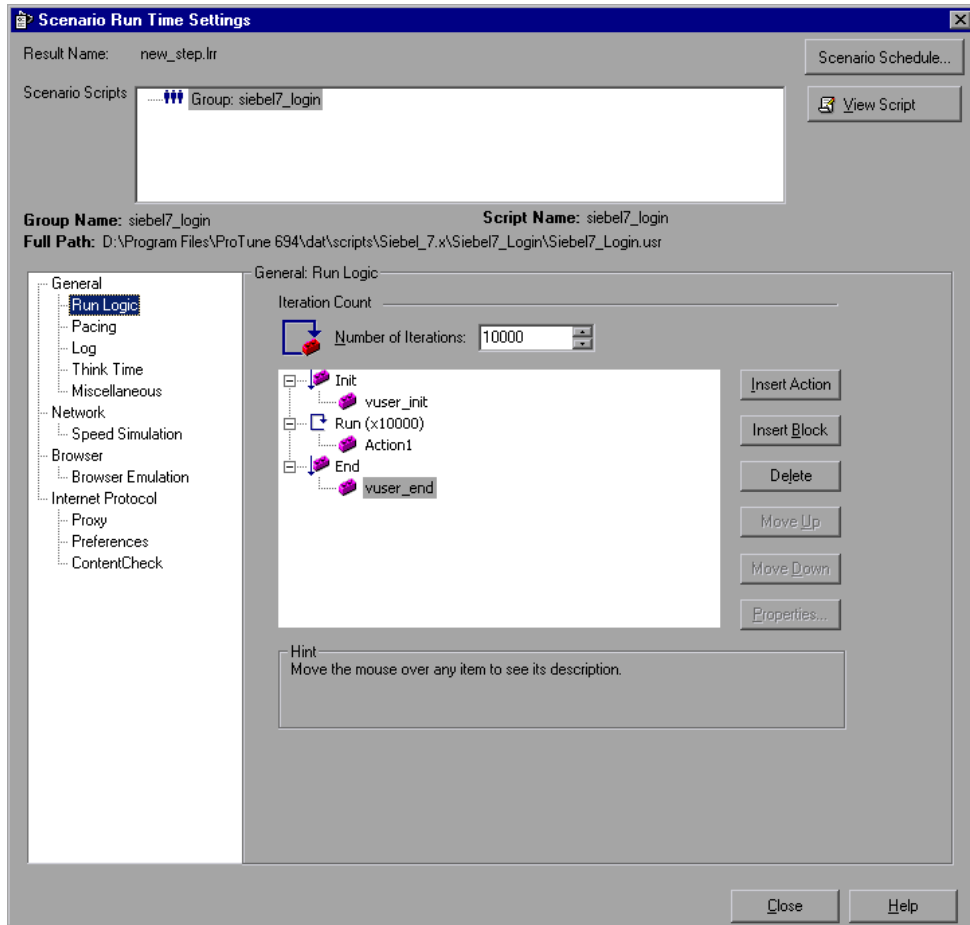 Scenario Run Time Settings
Result Name: new_step.lrr
Scenario Schedule...
Scenario Scripts
Group: siebel7_login
View Script
Group Name: siebel7_login
Script Name: siebel7_login
Full Path: D:\Program Files\ProTune 694\dat\scripts\Siebel_7.x\Siebel7_Login\Siebel7_Login.usr
General
Run Logic
Pacing
Log
Think Time
Miscellaneous
Network
Speed Simulation
Browser
Browser Emulation
Internet Protocol
Proxy
Preferences
ContentCheck
General: Run Logic
Iteration Count
Number of Iterations: 10000
Init
vuser_init
Run (x10000)
Action1
End
vuser_end
Insert Action
Insert Block
Delete
Move Up
Move Down
Properties...
Hint
Move the mouse over any item to see its description.
Close
Help